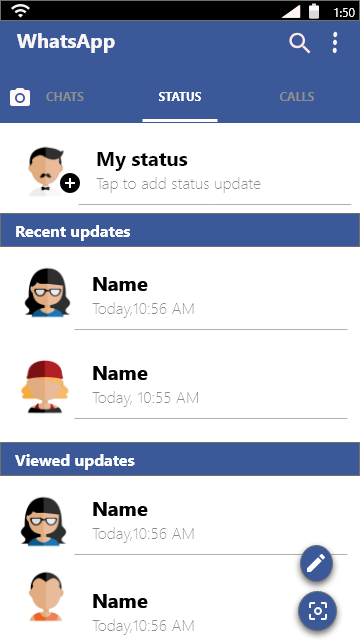 1:50
WhatsApp
CHATS STATUS CALLS
My status
Tap to add status update
Recent updates
Name
Today,10:56 AM
Name
Today, 10:55 AM
Viewed updates
Name
Today,10:56 AM
Name
Today,10:56 AM